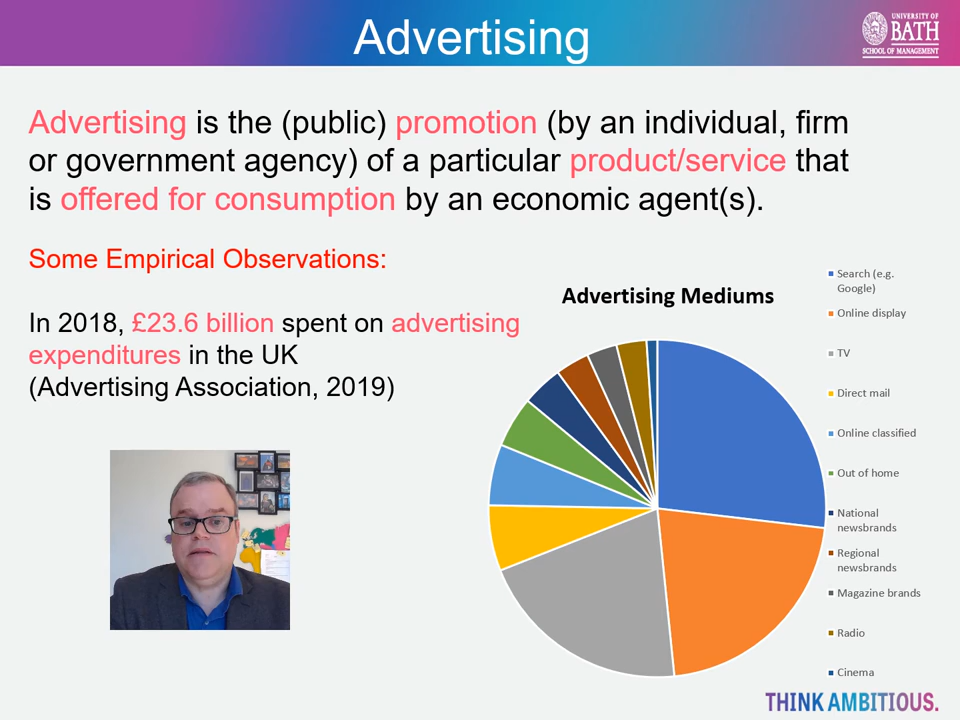 Advertising
UNIVERSITY OF
BATH
SCHOOL OF MANAGEMENT
Advertising is the (public) promotion (by an individual, firm
or government agency) of a particular product/service that
is offered for consumption by an economic agent(s).
Some Empirical Observations:
In 2018, £23.6 billion spent on advertising
expenditures in the UK
(Advertising Association, 2019)
Advertising Mediums
Search (e.g.
Google)
Online display
TV
Direct mail
Online classified
Out of home
National
newsbrands
Regional
newsbrands
Magazine brands
Radio
Cinema
THINK AMBITIOUS.